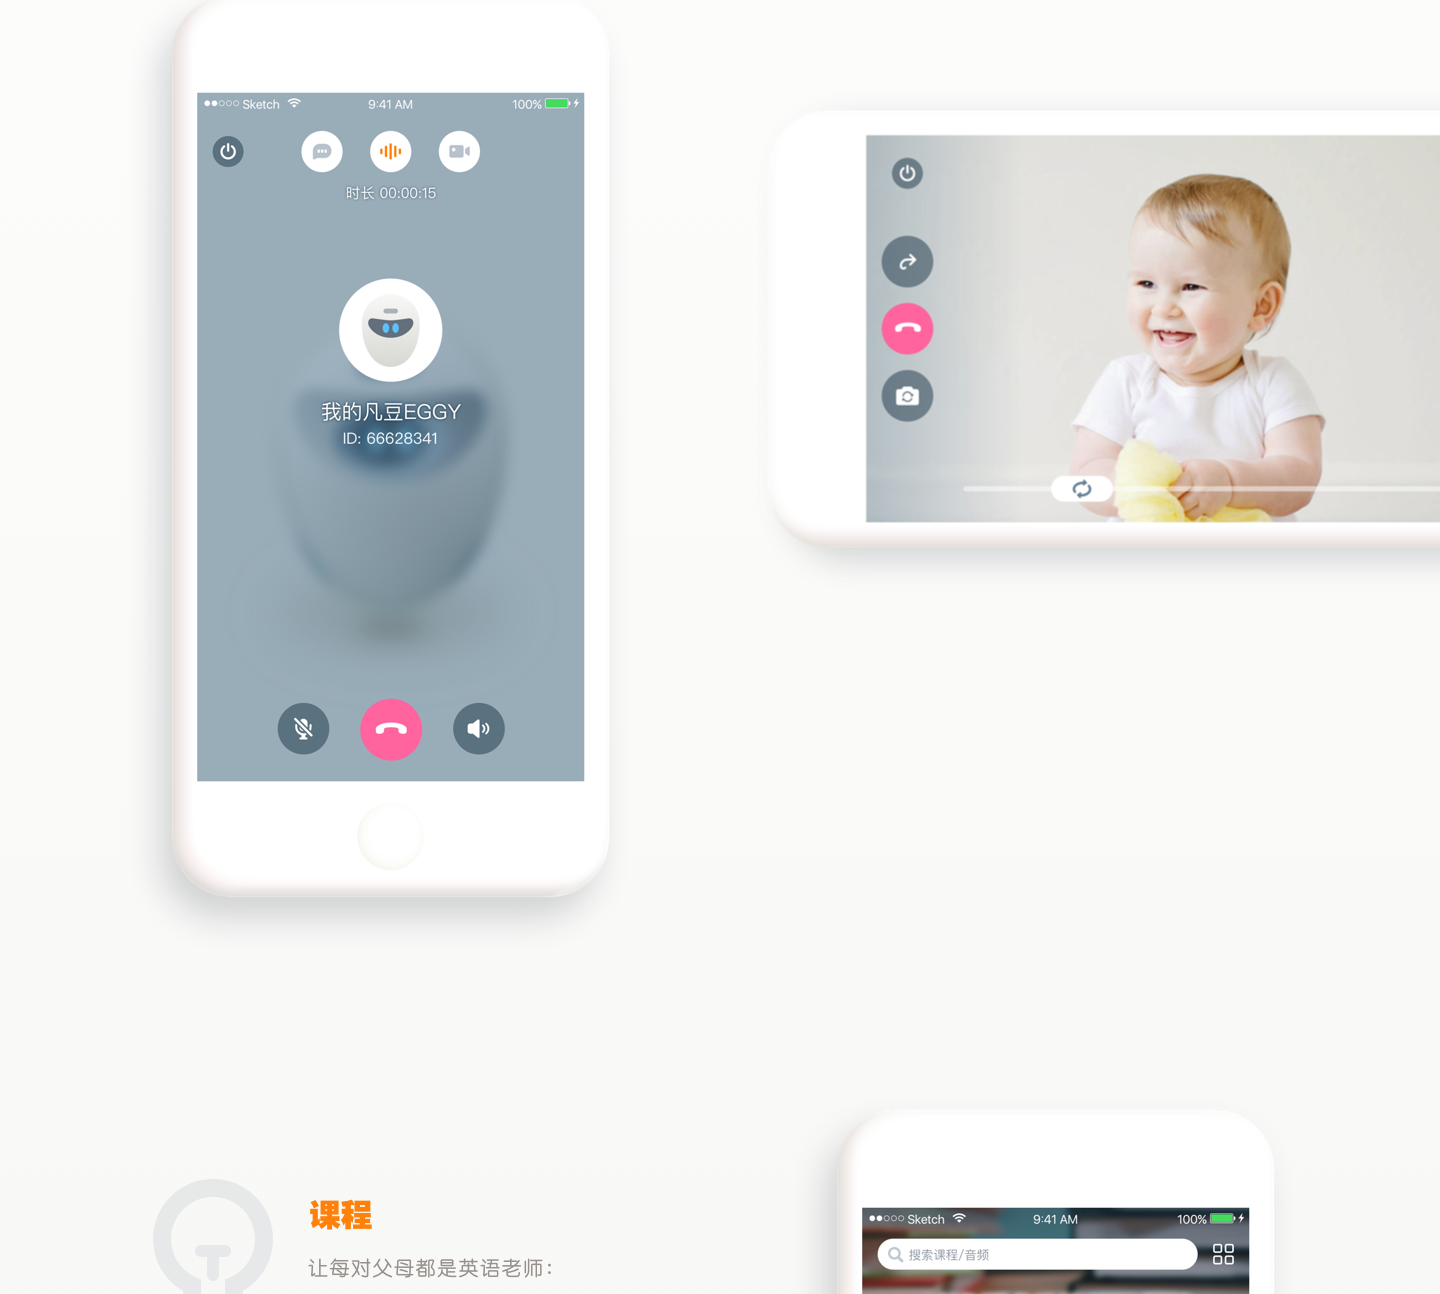 Sketch 9:41 AM 100%
时长 00:00:15
我的凡豆EGGY
ID: 66628341
课程
让每对父母都是英语老师：
Sketch 9:41 AM 100%
搜索课程/音频